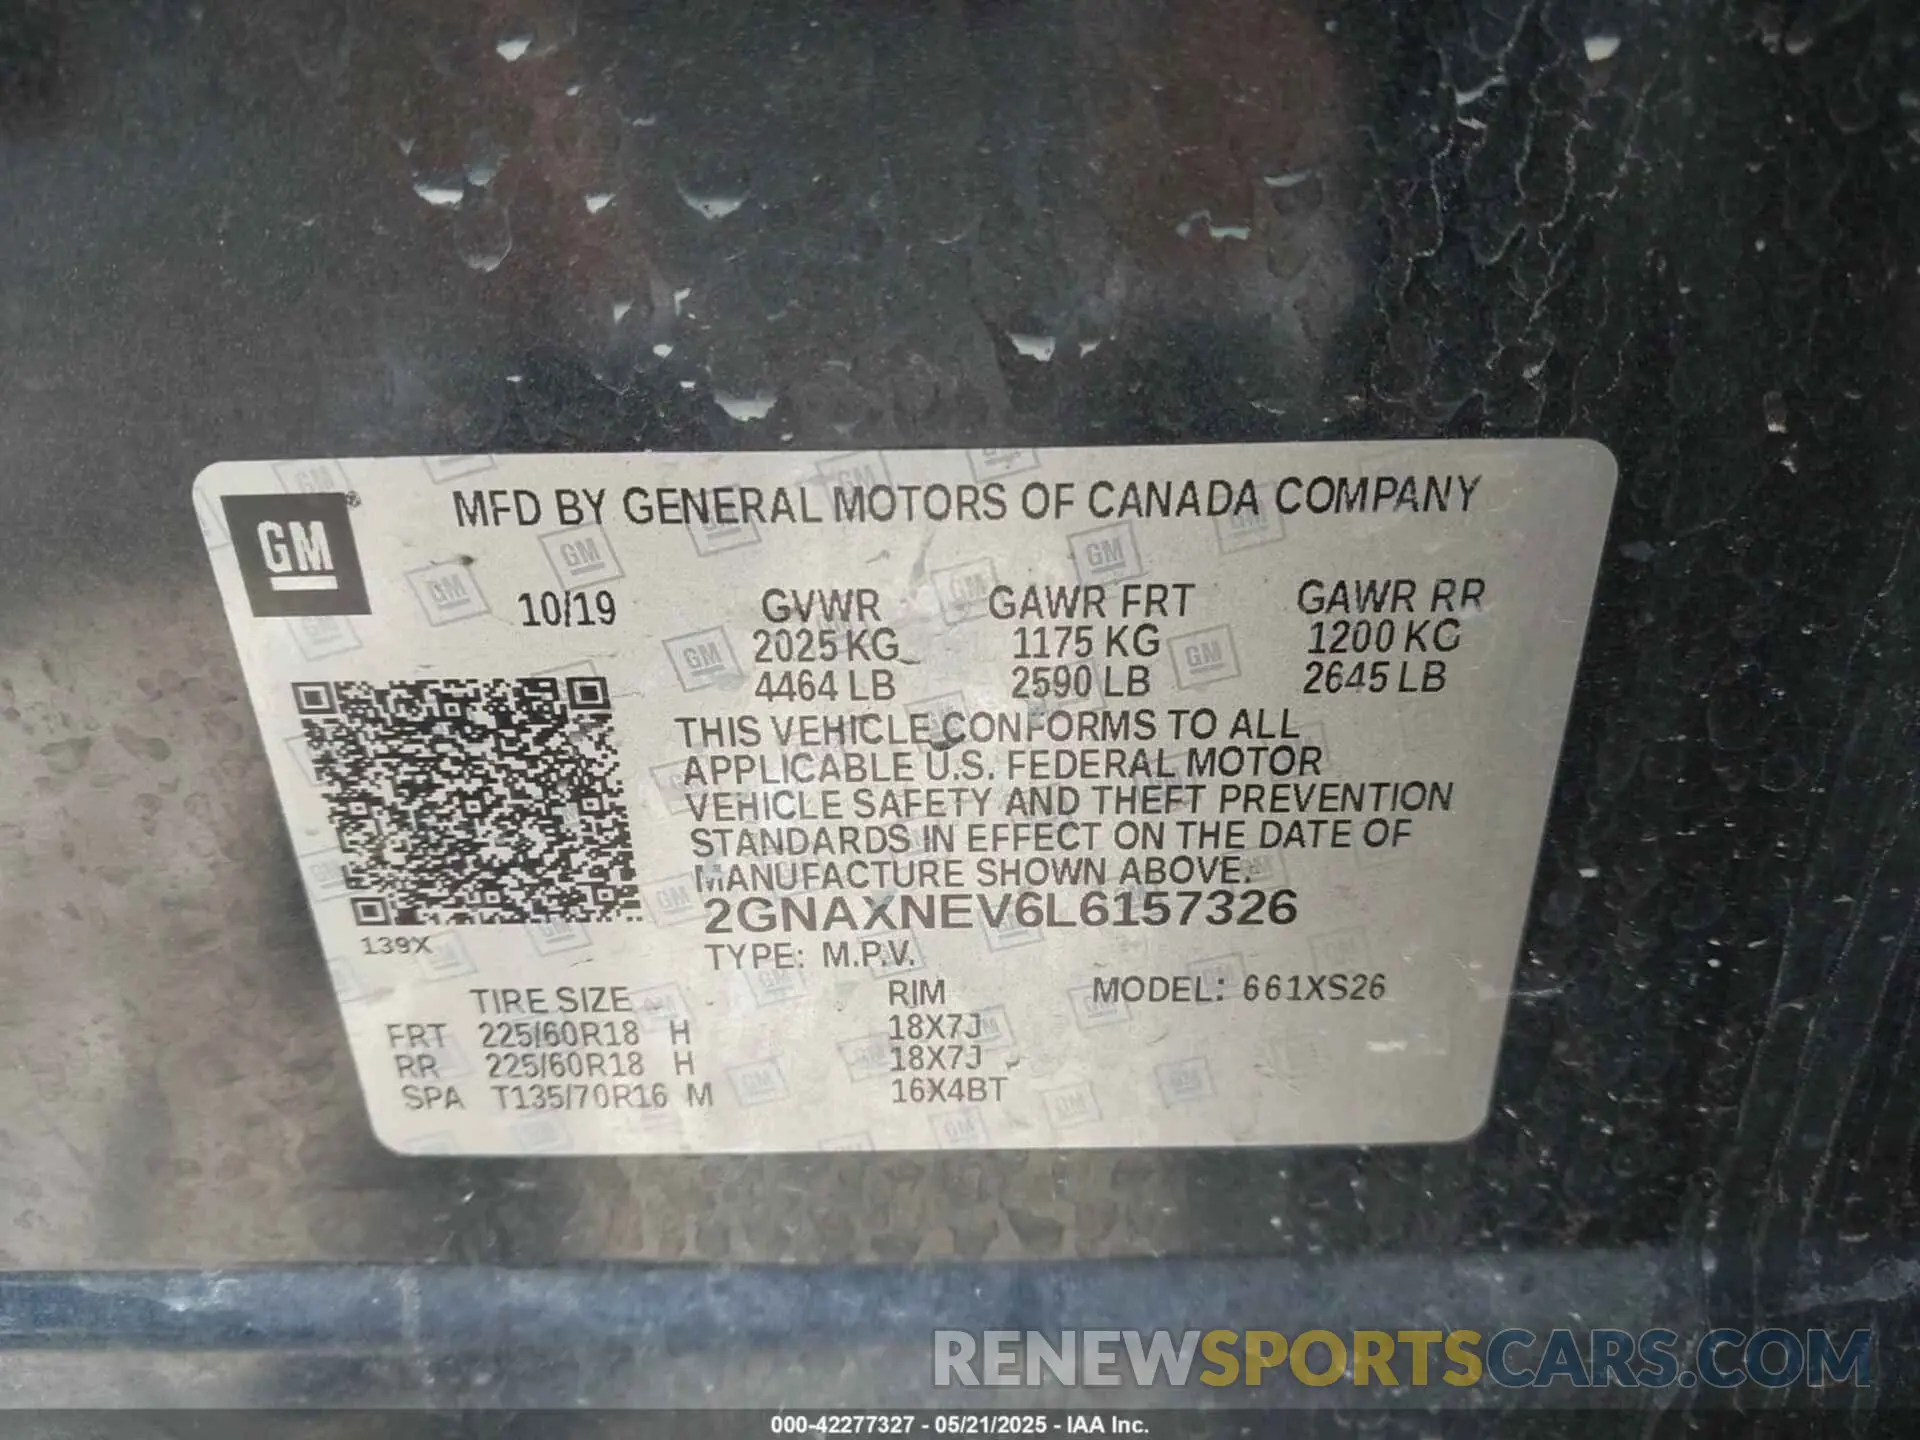 GM®
MFD BY GENERAL MOTORS OF CANADA COMPANY
10/19 GVWR GAWR FRT GAWR RR
2025 KG 1175 KG 1200 KG
4464 LB 2590 LB 2645 LB
THIS VEHICLE CONFORMS TO ALL
APPLICABLE U.S. FEDERAL MOTOR
VEHICLE SAFETY AND THEFT PREVENTION
STANDARDS IN EFFECT ON THE DATE OF
MANUFACTURE SHOWN ABOVE.
2GNAXNEV6L6157326
139X
TYPE: M.P.V.
TIRE SIZE RIM MODEL: 661XS26
FRT 225/60R18 H 18X7J
RR 225/60R18 H 18X7J
SPA T135/70R16 M 16X4BT
RENEWSPORTSCARS.COM
000-42277327 - 05/21/2025 - IAA Inc.